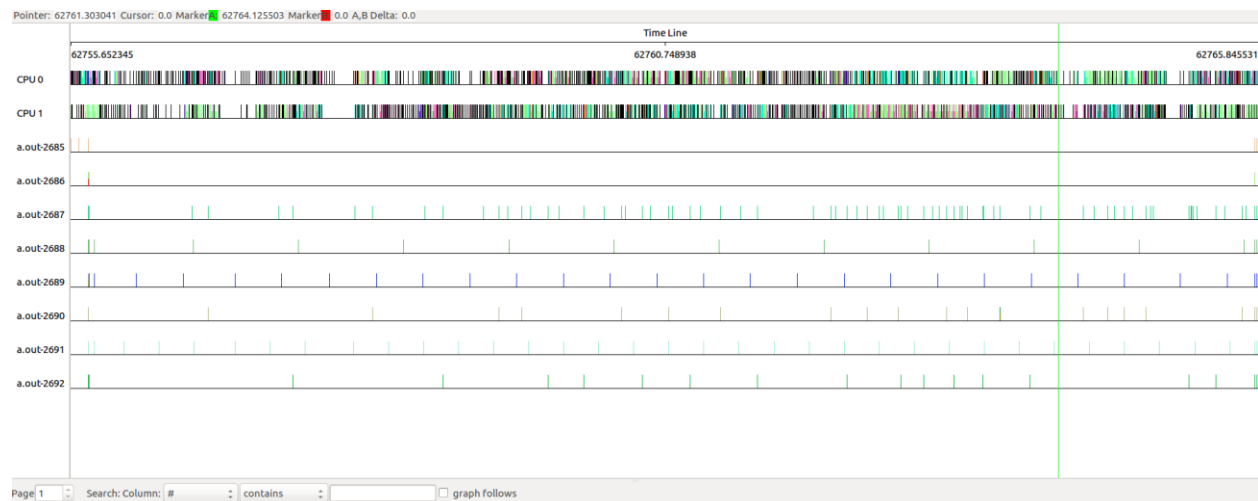 Pointer: 62761.303041 Cursor: 0.0 MarkerA: 62764.125503 MarkerB: 0.0 A,B Delta: 0.0
Time Line
62755.652345 62760.748938 62765.845531
CPU 0
CPU 1
a.out-2685
a.out-2686
a.out-2687
a.out-2688
a.out-2689
a.out-2690
a.out-2691
a.out-2692
Page 1 Search: Column: # contains graph follows